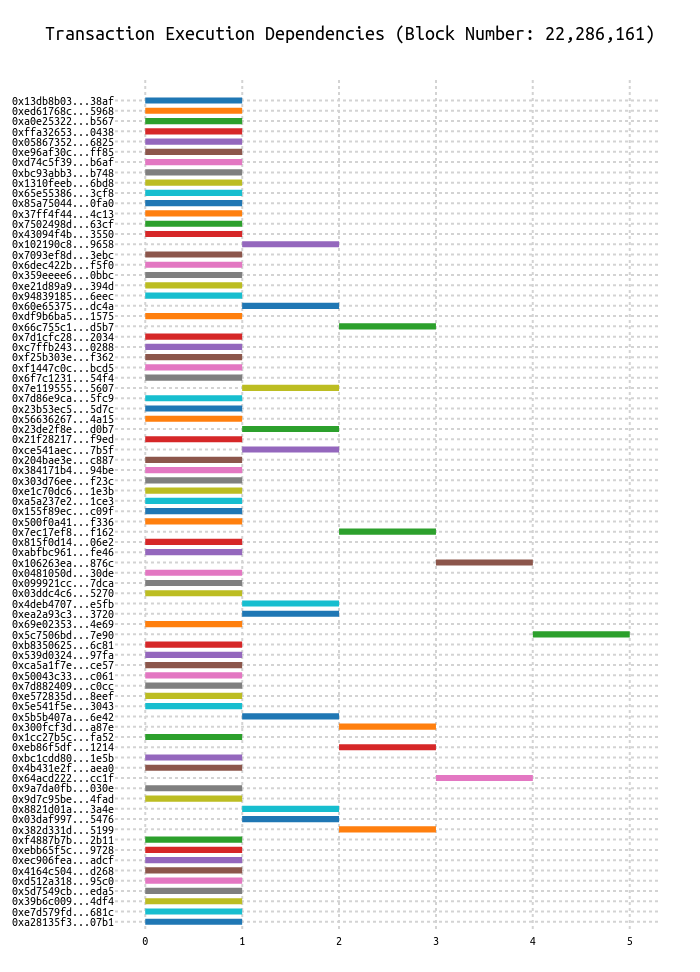 Transaction Execution Dependencies (Block Number: 22,286,161)
0x13db8b03...38af
0xed61768c...5968
0xa0e25322...b567
0xffa32653...0438
0x05867352...6825
0xe96af30c...ff85
0xd74c5f39...b6af
0xbc93abb3...b748
0x1310feeb...6bd8
0x65e55386...3cf8
0x85a75044...0fa0
0x37ff4f44...4c13
0x7502498d...63cf
0x43094f4b...3550
0x102190c8...9658
0x7093ef8d...3ebc
0x6dec422b...f5f0
0x359eeee6...0bbc
0xe21d89a9...394d
0x94839185...6eec
0x60e65375...dc4a
0xdf9b6ba5...1575
0x66c755c1...d5b7
0x7d1cfc28...2034
0xc7ffb243...0288
0xf25b303e...f362
0xf1447c0c...bcd5
0x6f7c1231...54f4
0x7e119555...5607
0x7d86e9ca...5fc9
0x23b53ec5...5d7c
0x56636267...4a15
0x23de2f8e...d0b7
0x21f28217...f9ed
0xce541aec...7b5f
0x204bae3e...c887
0x384171b4...94be
0x303d76ee...f23c
0xe1c70dc6...1e3b
0xa5a237e2...1ce3
0x155f89ec...c09f
0x500f0a41...f336
0x7ec17ef8...f162
0x815f0d14...06e2
0xabfbc961...fe46
0x106263ea...876c
0x0481050d...30de
0x099921cc...7dca
0x03ddc4c6...5270
0x4deb4707...e5fb
0xea2a93c3...3720
0x69e02353...4e69
0x5c7506bd...7e90
0xb8350625...6c81
0x539d0324...97fa
0xca5a1f7e...ce57
0x50043c33...c061
0x7d882409...c0cc
0xe572835d...8eef
0x5e541f5e...3043
0x5b5b407a...6e42
0x300fcf3d...a87e
0x1cc27b5c...fa52
0xeb86f5df...1214
0xbc1cdd80...1e5b
0x4b431e2f...aea0
0x64acd222...cc1f
0x9a7da0fb...030e
0x9d7c95be...4fad
0x8821d01a...3a4e
0x03daf997...5476
0x382d331d...5199
0xf4887b7b...2b11
0xebb65f5c...9728
0xec906fea...adcf
0x4164c504...d268
0xd512a318...95c0
0x5d7549cb...eda5
0x39b6c009...4df4
0xe7d579fd...681c
0xa28135f3...07b1
0 1 2 3 4 5